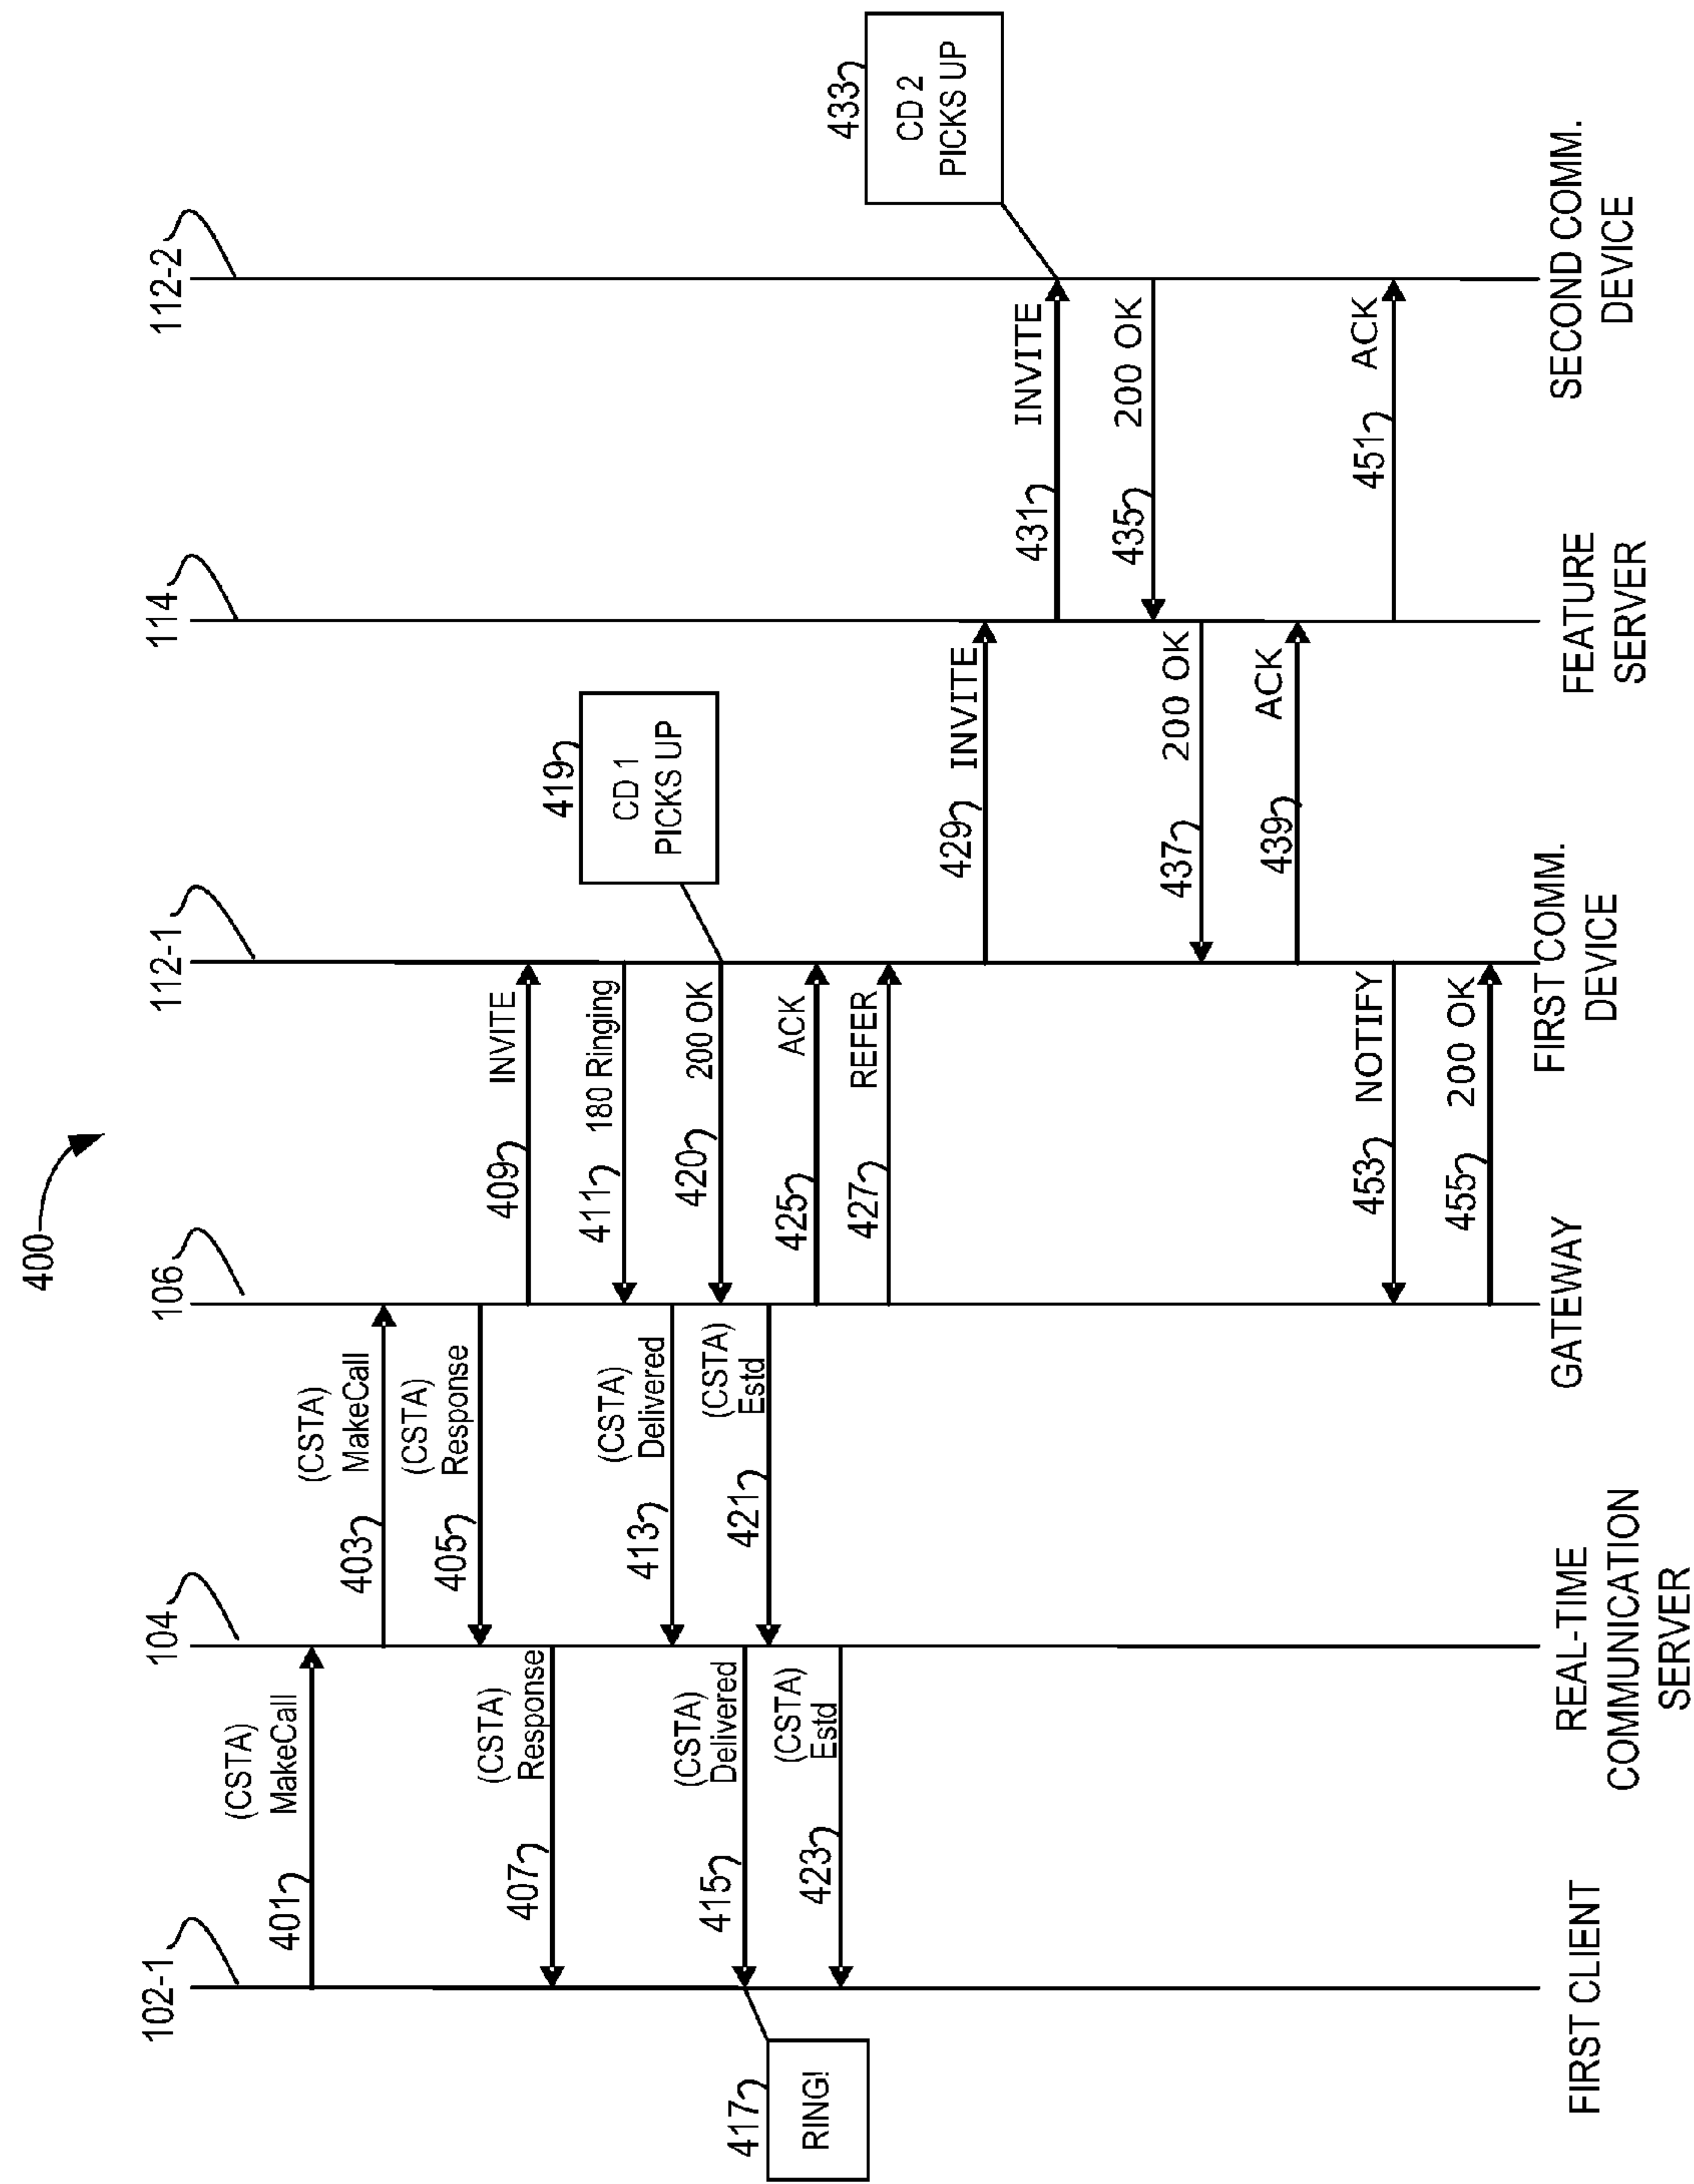 400
102-1
104
106
112-1
114
112-2
401
(CSTA)
MakeCall
403
(CSTA)
MakeCall
405
(CSTA)
Response
409
INVITE
407
(CSTA)
Response
411
180 Ringing
413
(CSTA)
Delivered
420
200 OK
419
CD 1
PICKS UP
415
(CSTA)
Delivered
417
RING!
421
(CSTA)
Estd
425
ACK
423
(CSTA)
Estd
427
REFER
429
INVITE
431
INVITE
433
CD 2
PICKS UP
435
200 OK
437
200 OK
439
ACK
453
NOTIFY
451
ACK
455
200 OK
FIRST CLIENT
REAL-TIME
COMMUNICATION
SERVER
GATEWAY
FIRST COMM.
DEVICE
FEATURE
SERVER
SECOND COMM.
DEVICE